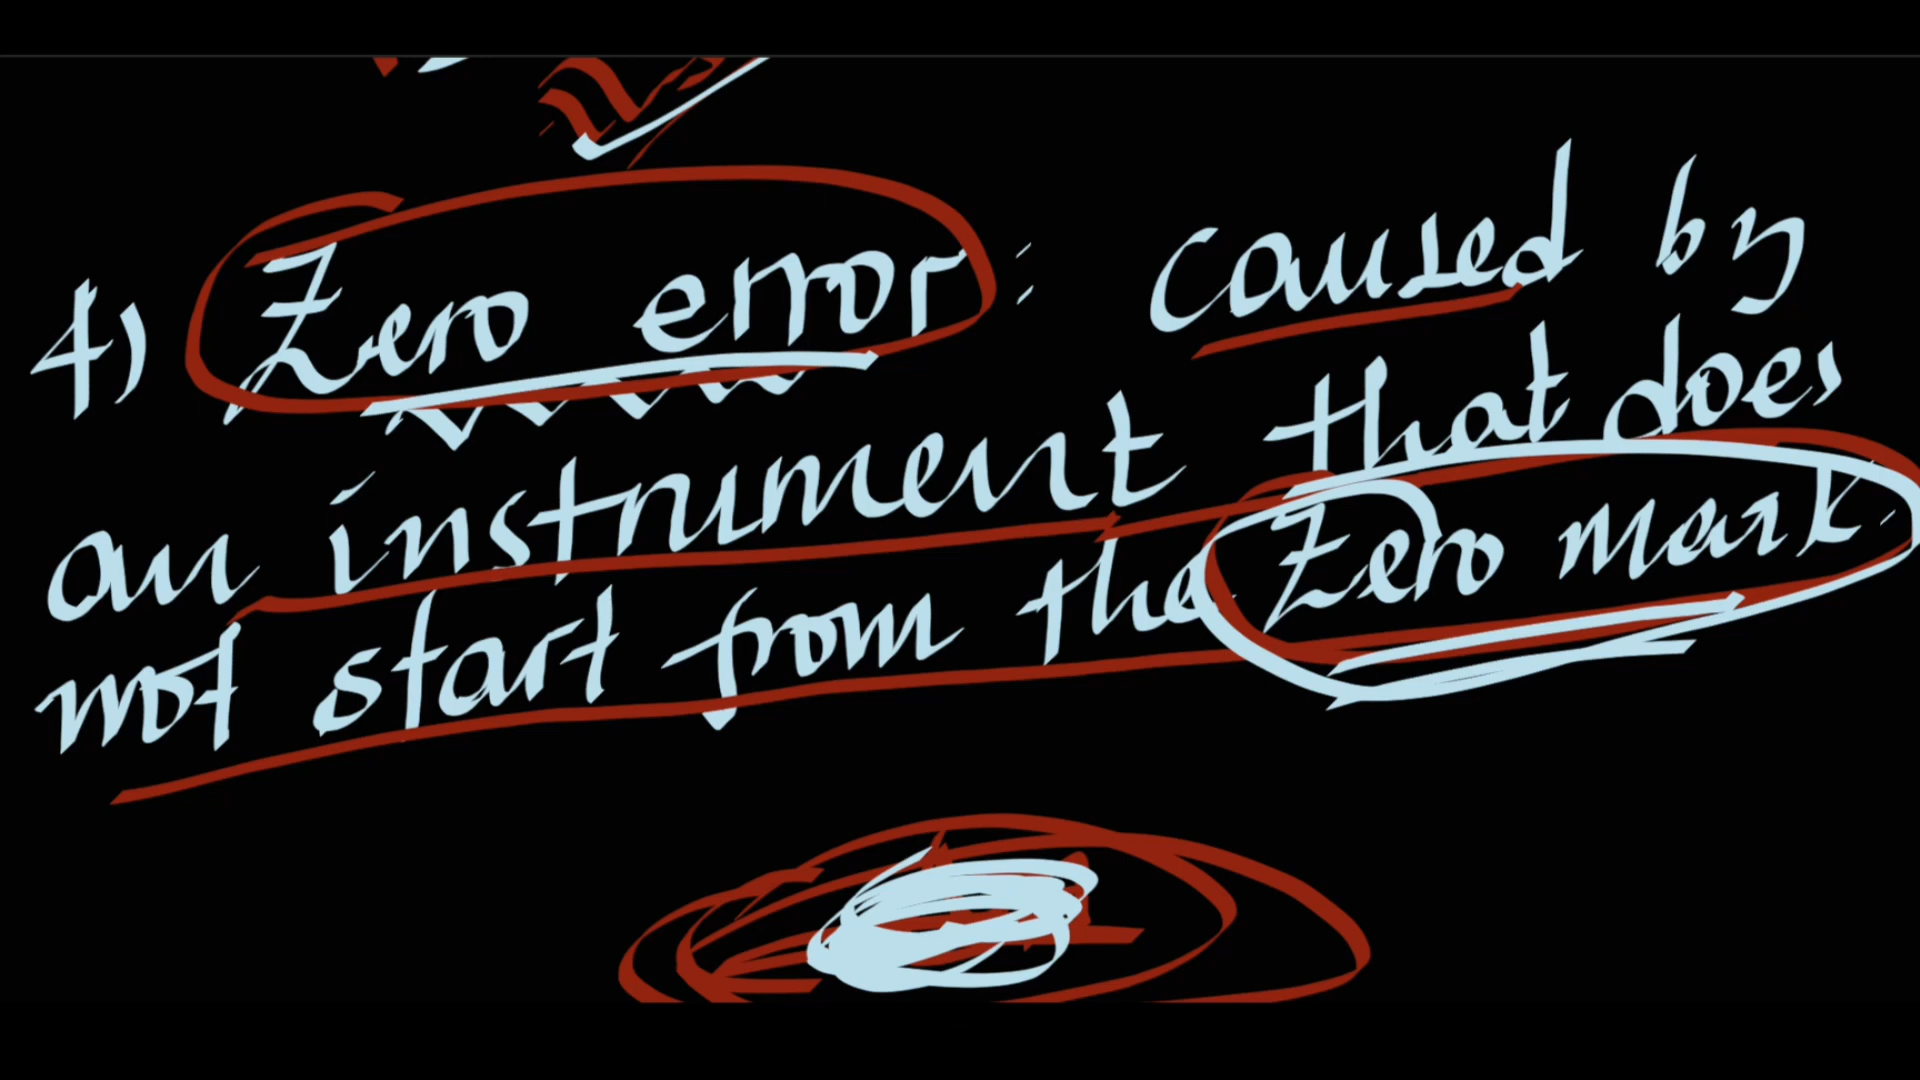 4) Zero error : caused by
an instrument that does
not start from the Zero mark.